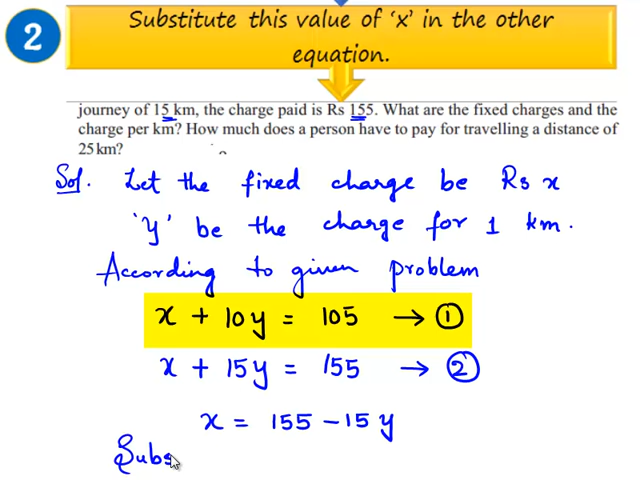 2
Substitute this value of ‘x’ in the other
equation.
journey of 15 km, the charge paid is Rs 155. What are the fixed charges and the
charge per km? How much does a person have to pay for travelling a distance of
25km?
Sol. Let the fixed charge be Rs x
'y' be the charge for 1 km.
According to given problem
x + 10y = 105 → ①
x + 15y = 155 → ②
x = 155 - 15y
Subs